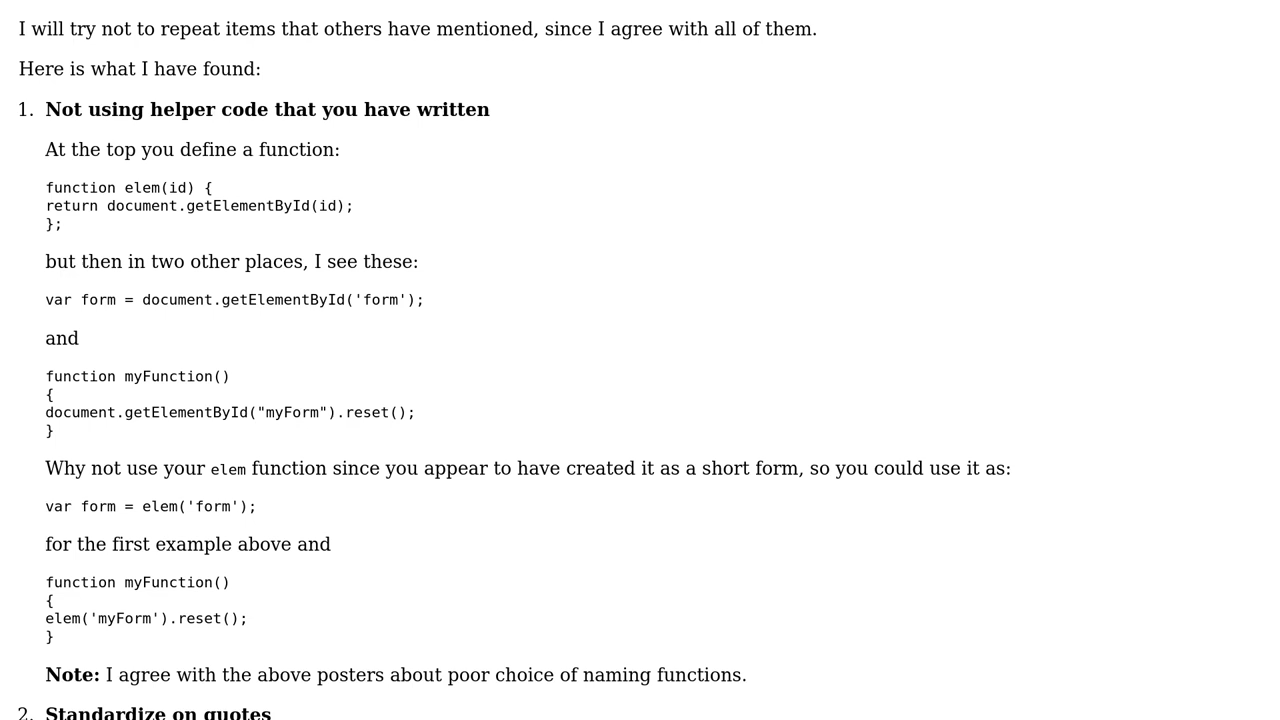 I will try not to repeat items that others have mentioned, since I agree with all of them.
Here is what I have found:
1. Not using helper code that you have written
At the top you define a function:
function elem(id) {
return document.getElementById(id);
};
but then in two other places, I see these:
var form = document.getElementById('form');
and
function myFunction()
{
document.getElementById("myForm").reset();
}
Why not use your elem function since you appear to have created it as a short form, so you could use it as:
var form = elem('form');
for the first example above and
function myFunction()
{
elem('myForm').reset();
}
Note: I agree with the above posters about poor choice of naming functions.
2. Standardize on quotes